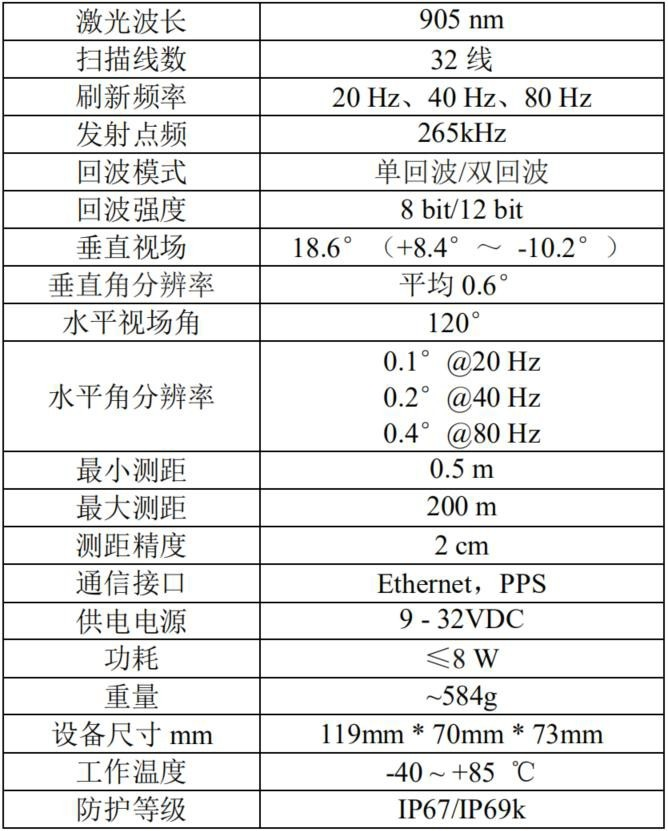 激光波长 905 nm
扫描线数 32 线
刷新频率 20 Hz、40 Hz、80 Hz
发射点频 265kHz
回波模式 单回波/双回波
回波强度 8 bit/12 bit
垂直视场 18.6°（+8.4°～ -10.2°）
垂直角分辨率 平均 0.6°
水平视场角 120°
水平角分辨率 0.1° @20 Hz
0.2° @40 Hz
0.4° @80 Hz
最小测距 0.5 m
最大测距 200 m
测距精度 2 cm
通信接口 Ethernet，PPS
供电电源 9 - 32VDC
功耗 ≤8 W
重量 ~584g
设备尺寸 mm 119mm * 70mm * 73mm
工作温度 -40 ~ +85 ℃
防护等级 IP67/IP69k